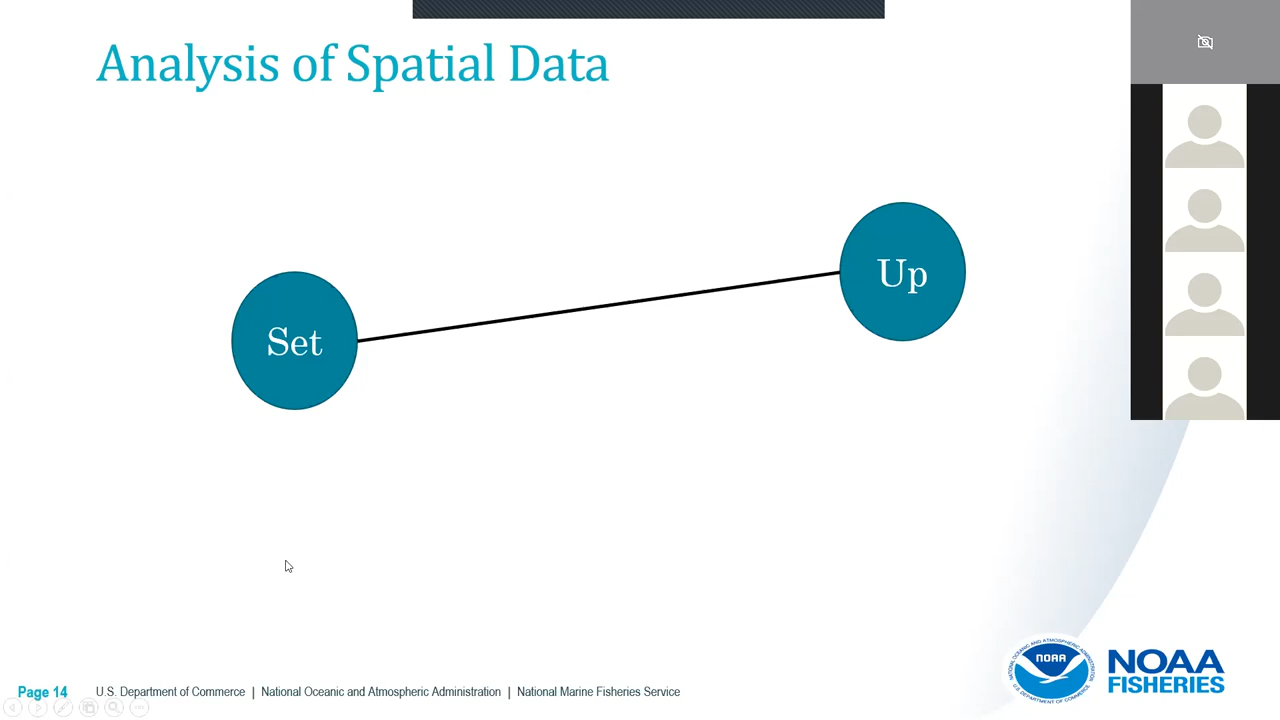 Analysis of Spatial Data
Up
Set
NOAA
NOAA
FISHERIES
Page 14
U.S. Department of Commerce | National Oceanic and Atmospheric Administration | National Marine Fisheries Service